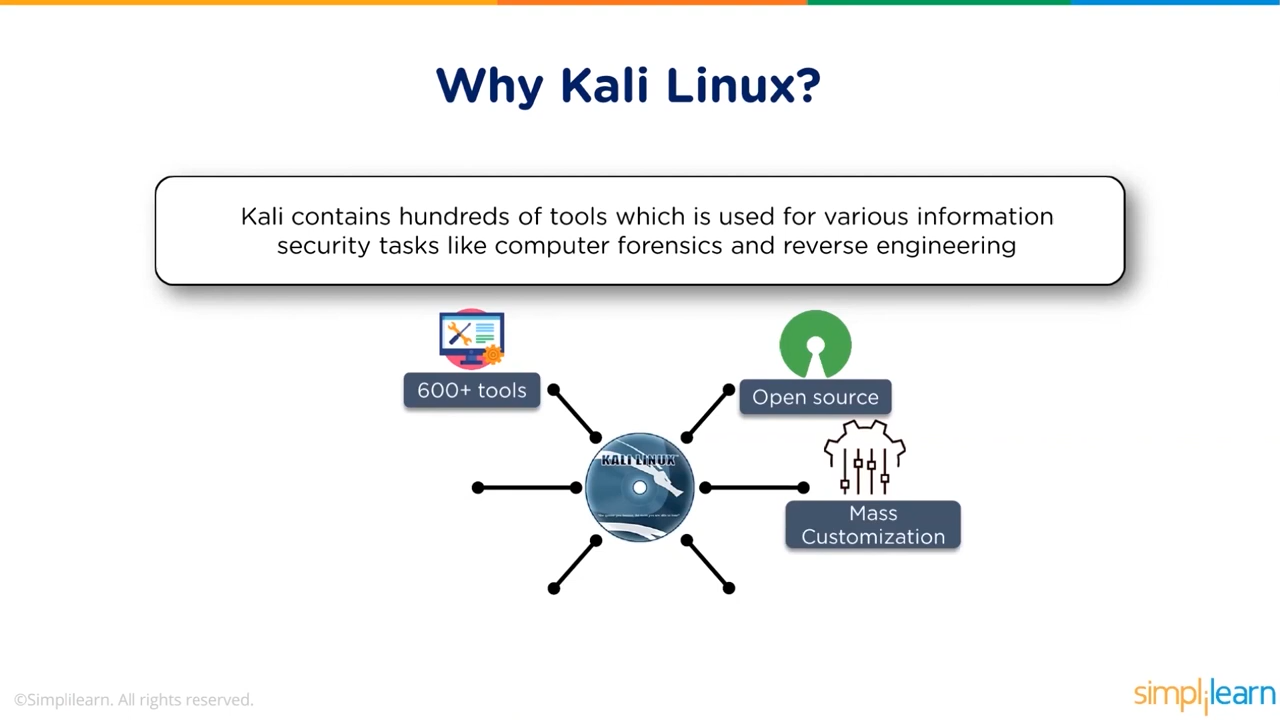 Why Kali Linux?
Kali contains hundreds of tools which is used for various information
security tasks like computer forensics and reverse engineering
600+ tools
Open source
KALI LINUX
Mass
Customization
©Simplilearn. All rights reserved.
simplilearn